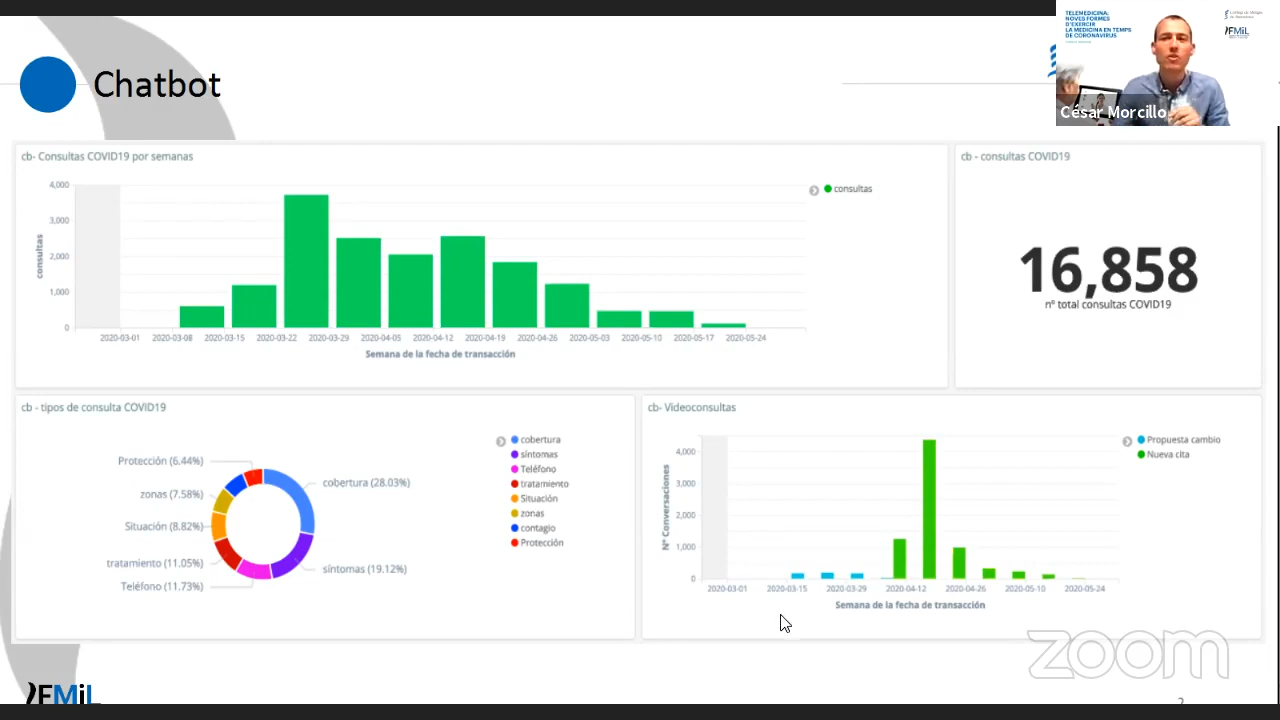 TELEMEDICINA:
NOVES FORMES
D'EXERCIR
LA MEDICINA EN TEMPS
DE CORONAVIRUS
FMiL
César Morcillo
Chatbot
cb- Consultas COVID19 por semanas
consultas
4,000
3,000
2,000
1,000
0
consultas
2020-03-01 2020-03-08 2020-03-15 2020-03-22 2020-03-29 2020-04-05 2020-04-12 2020-04-19 2020-04-26 2020-05-03 2020-05-10 2020-05-17 2020-05-24
Semana de la fecha de transacción
cb - consultas COVID19
16,858
nº total consultas COVID19
cb - tipos de consulta COVID19
Protección (6.44%)
zonas (7.58%)
Situación (8.82%)
tratamiento (11.05%)
Teléfono (11.73%)
cobertura (28.03%)
síntomas (19.12%)
cobertura
síntomas
Teléfono
tratamiento
Situación
zonas
contagio
Protección
cb- Videoconsultas
Nº Conversaciones
4,000
3,000
2,000
1,000
0
Propuesta cambio
Nueva cita
2020-03-01 2020-03-15 2020-03-29 2020-04-12 2020-04-26 2020-05-10 2020-05-24
Semana de la fecha de transacción
zoom
FMiL